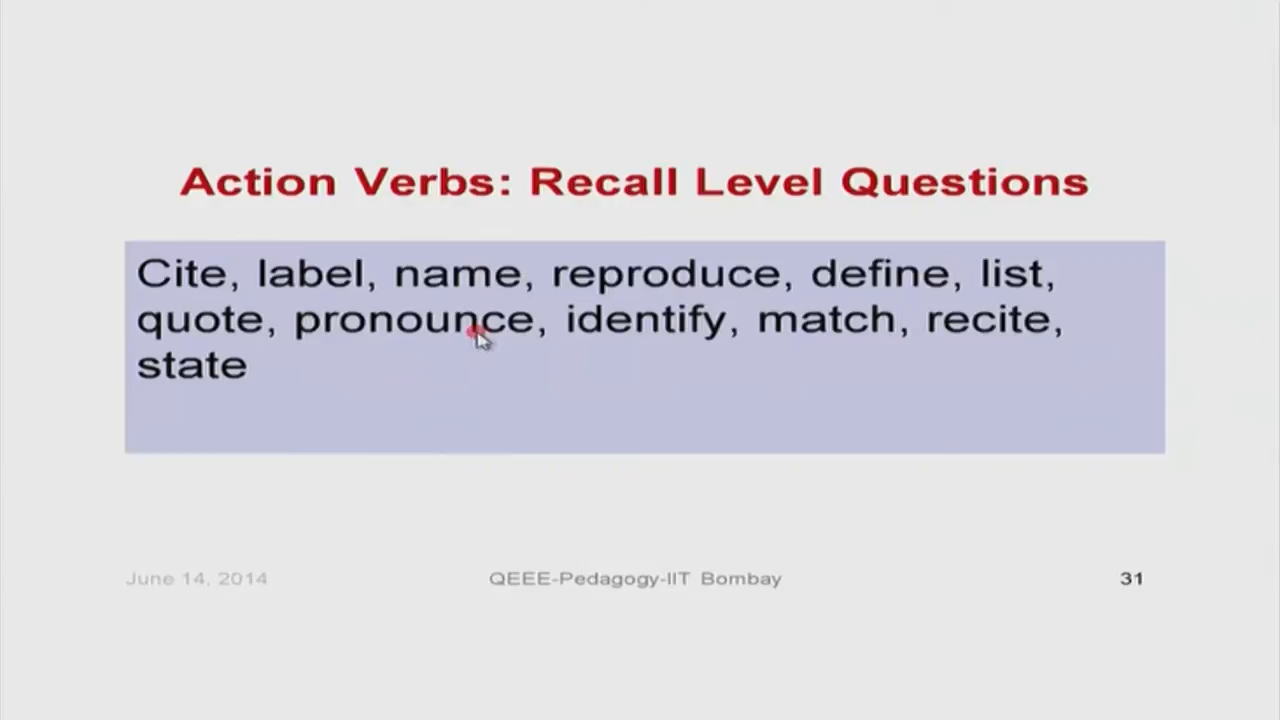 Action Verbs: Recall Level Questions
Cite, label, name, reproduce, define, list,
quote, pronounce, identify, match, recite,
state
June 14, 2014
QEEE-Pedagogy-IIT Bombay
31